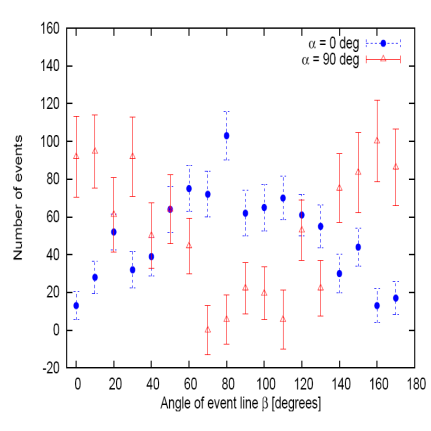 160
140
120
100
80
60
40
20
0
-20
Number of events
α = 0 deg
α = 90 deg
0 20 40 60 80 100 120 140 160 180
Angle of event line β [degrees]